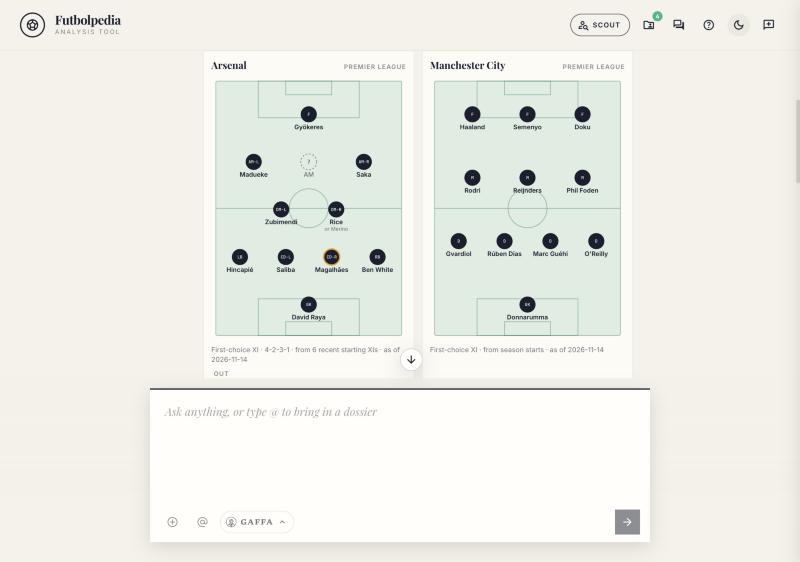 Futbolpedia
ANALYSIS TOOL
SCOUT
4
Arsenal
PREMIER LEAGUE
F
Gyökeres
AM-L
Madueke
?
AM
AM-R
Saka
DM-L
Zubimendi
DM-R
Rice
or Merino
LB
Hincapié
CD-L
Saliba
CD-R
Magalhães
RB
Ben White
GK
David Raya
First-choice XI · 4-2-3-1 · from 6 recent starting XIs · as of
2026-11-14
OUT
Manchester City
PREMIER LEAGUE
F
Haaland
F
Semenyo
F
Doku
M
Rodri
M
Reijnders
M
Phil Foden
D
Gvardiol
D
Rúben Dias
D
Marc Guéhi
D
O'Reilly
GK
Donnarumma
First-choice XI · from season starts · as of 2026-11-14
Ask anything, or type @ to bring in a dossier
GAFFA